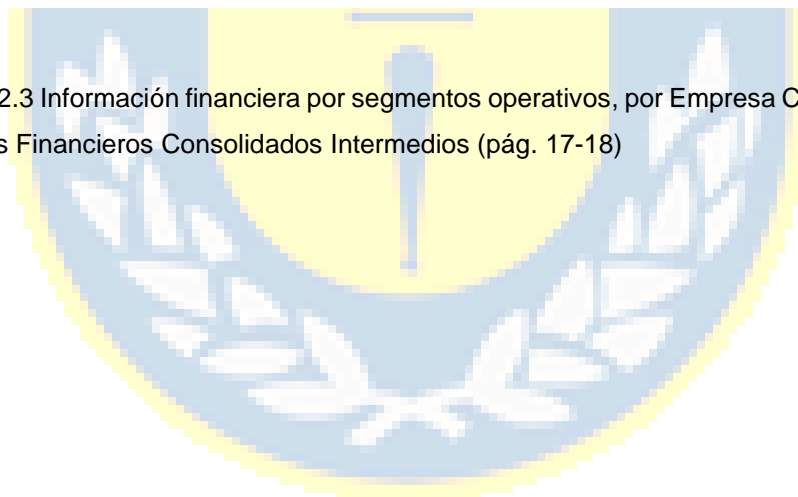 2.3 Información financiera por segmentos operativos, por Empresa C
s Financieros Consolidados Intermedios (pág. 17-18)